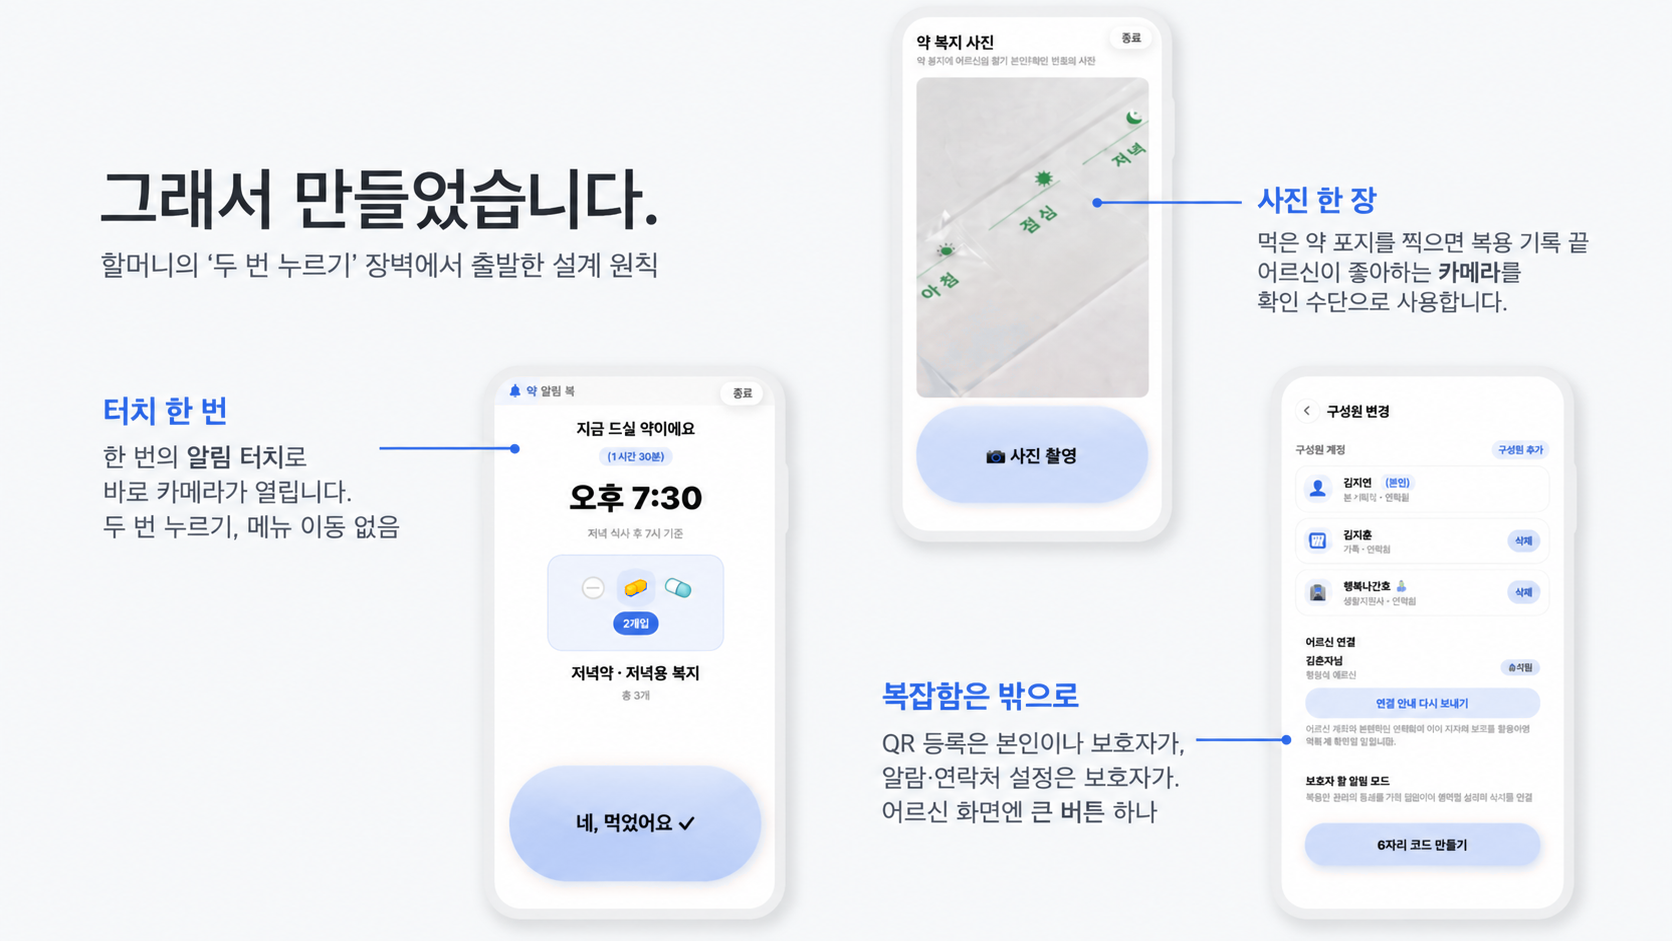 그래서 만들었습니다.
할머니의 ‘두 번 누르기’ 장벽에서 출발한 설계 원칙
터치 한 번
한 번의 알림 터치로
바로 카메라가 열립니다.
두 번 누르기, 메뉴 이동 없음
약 알림 복
종료
지금 드실 약이에요
(1시간 30분)
오후 7:30
저녁 식사 후 7시 기준
2개입
저녁약 · 저녁용 복지
총 3개
네, 먹었어요 ✓
약 복지 사진
종료
저녁
점심
아침
사진 촬영
사진 한 장
먹은 약 포지를 찍으면 복용 기록 끝
어르신이 좋아하는 카메라를
확인 수단으로 사용합니다.
복잡함은 밖으로
QR 등록은 본인이나 보호자가,
알람·연락처 설정은 보호자가.
어르신 화면엔 큰 버튼 하나
구성원 변경
구성원 계정
구성원 추가
김지연 (본인)
김지훈
삭제
행복나간호
삭제
어르신 연결
김춘자님
연결 안내 다시 보내기
보호자 할 알림 모드
6자리 코드 만들기